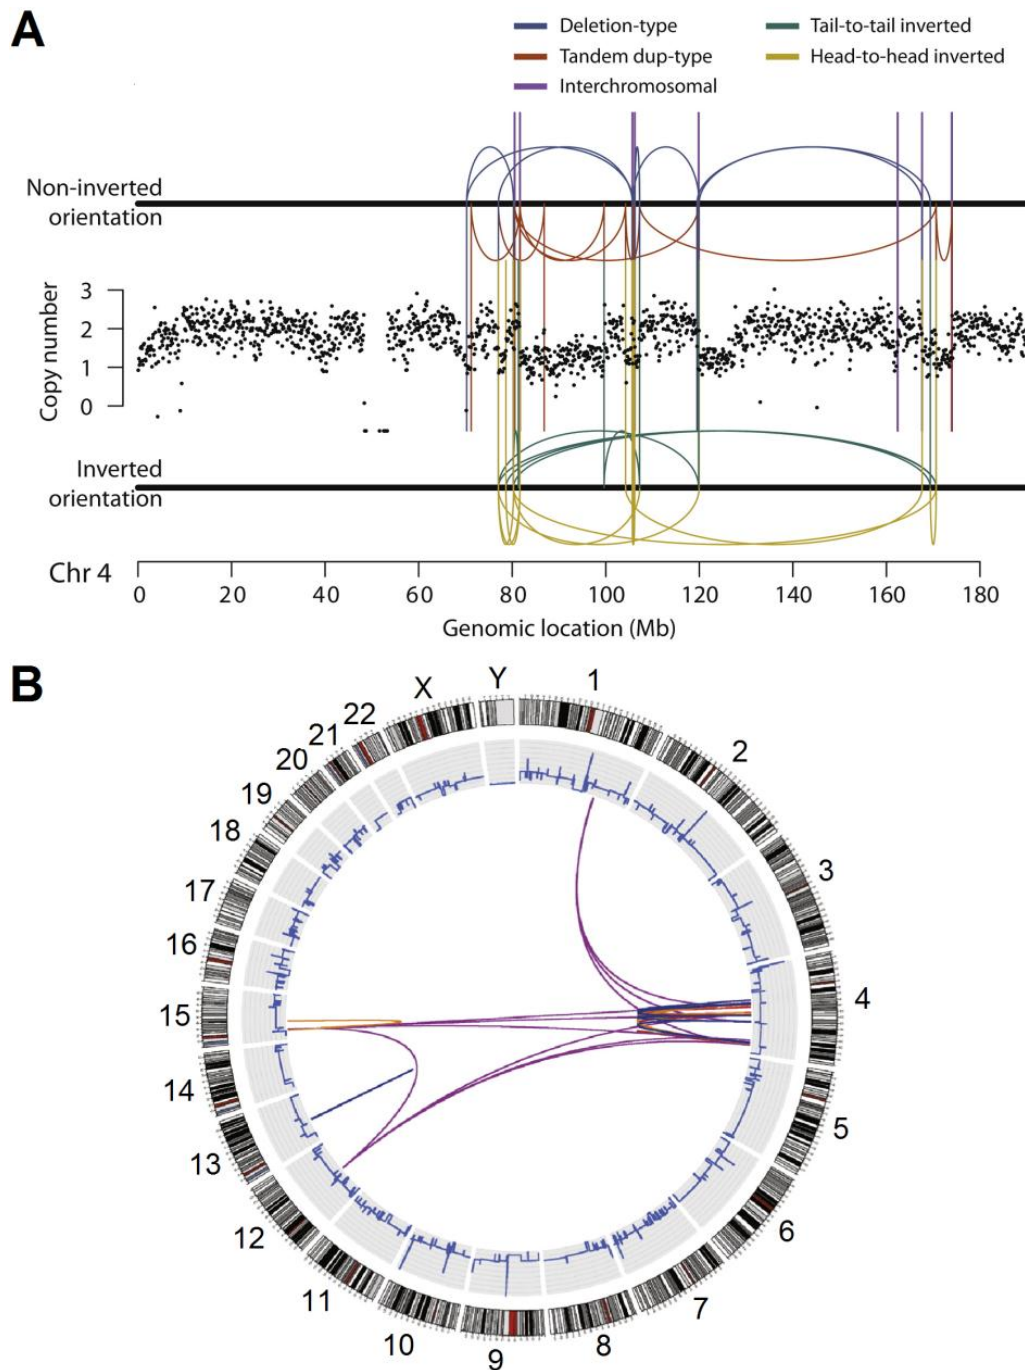 A
Deletion-type
Tail-to-tail inverted
Tandem dup-type
Head-to-head inverted
Interchromosomal
Non-inverted
orientation
Copy number
3
2
1
0
Inverted
orientation
Chr 4
0 20 40 60 80 100 120 140 160 180
Genomic location (Mb)
B
1
2
3
4
5
6
7
8
9
10
11
12
13
14
15
16
17
18
19
20
21
22
X
Y